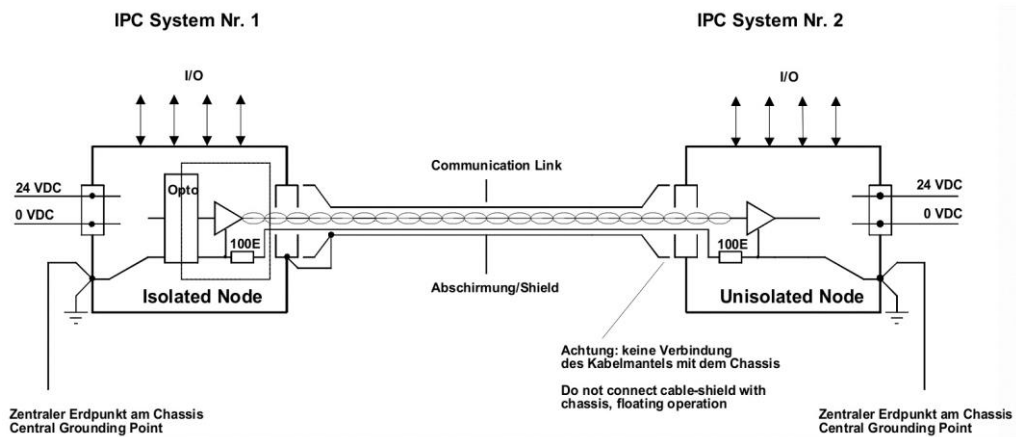 IPC System Nr. 1
IPC System Nr. 2
I/O
I/O
Communication Link
24 VDC
Opto
24 VDC
0 VDC
0 VDC
100E
100E
Isolated Node
Abschirmung/Shield
Unisolated Node
Achtung: keine Verbindung
des Kabelmantels mit dem Chassis
Do not connect cable-shield with
chassis, floating operation
Zentraler Erdpunkt am Chassis
Central Grounding Point
Zentraler Erdpunkt am Chassis
Central Grounding Point